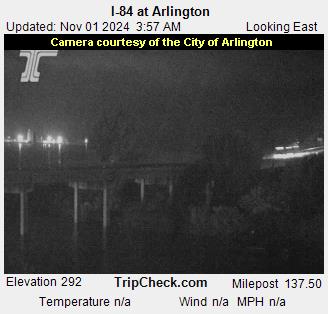 I-84 at Arlington
Updated: Nov 01 2024 3:57 AM Looking East
Camera courtesy of the City of Arlington
Elevation 292 TripCheck.com Milepost 137.50
Temperature n/a Wind n/a MPH n/a